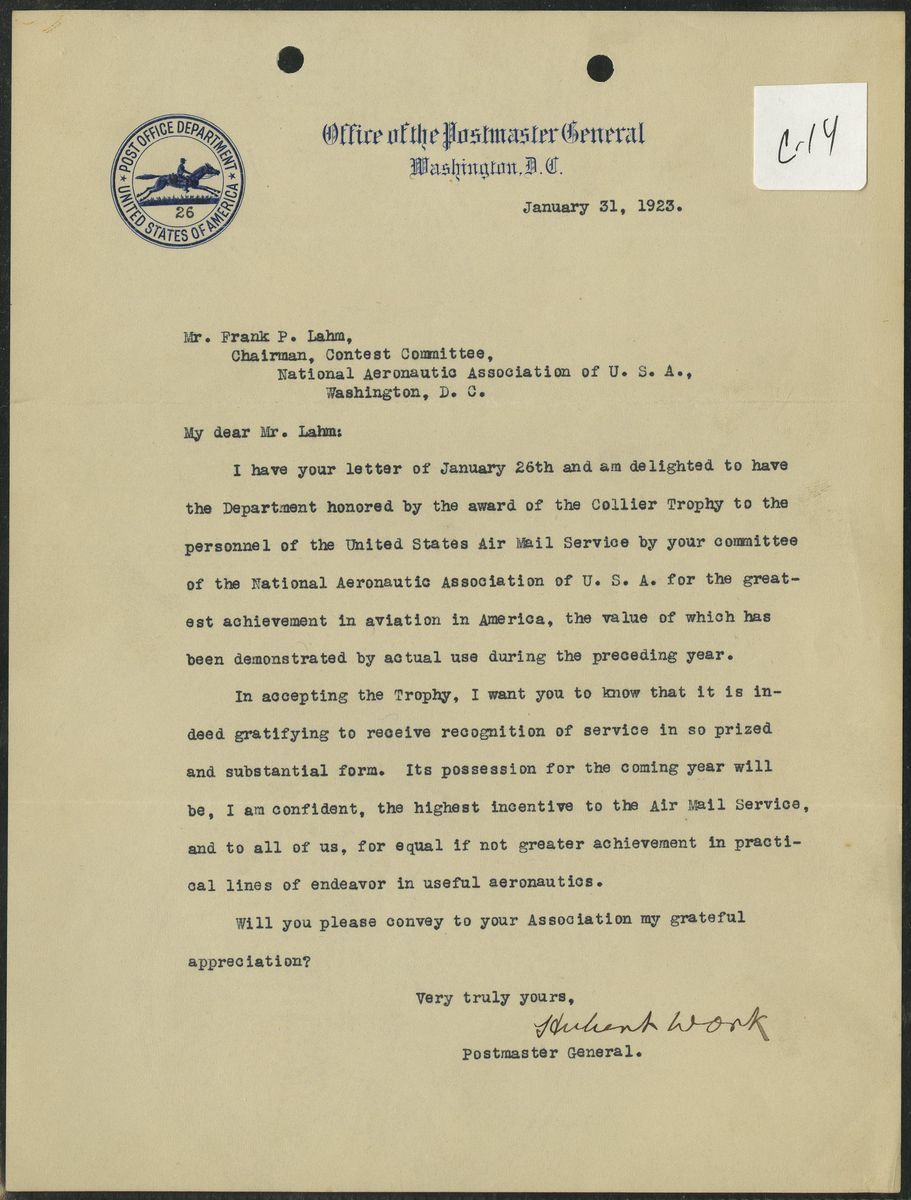 POST OFFICE DEPARTMENT
26
UNITED STATES OF AMERICA
Office of the Postmaster General
Washington, D. C.
C-14
January 31, 1923.
Mr. Frank P. Lahm,
Chairman, Contest Committee,
National Aeronautic Association of U. S. A.,
Washington, D. C.
My dear Mr. Lahm:
I have your letter of January 26th and am delighted to have
the Department honored by the award of the Collier Trophy to the
personnel of the United States Air Mail Service by your committee
of the National Aeronautic Association of U. S. A. for the great-
est achievement in aviation in America, the value of which has
been demonstrated by actual use during the preceding year.
In accepting the Trophy, I want you to know that it is in-
deed gratifying to receive recognition of service in so prized
and substantial form. Its possession for the coming year will
be, I am confident, the highest incentive to the Air Mail Service,
and to all of us, for equal if not greater achievement in practi-
cal lines of endeavor in useful aeronautics.
Will you please convey to your Association my grateful
appreciation?
Very truly yours,
Hubert Work
Postmaster General.